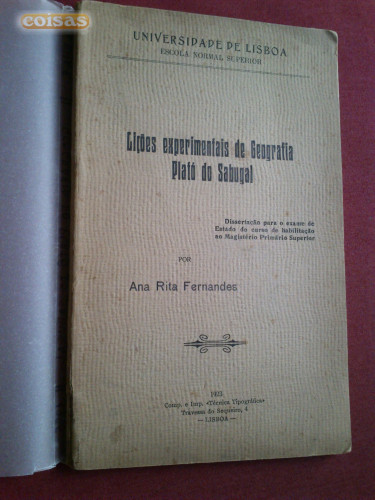 coisas
UNIVERSIDADE DE LISBOA
ESCOLA NORMAL SUPERIOR
Lições experimentais de Geografia
Platô do Sabugal
Dissertação para o exame de
Estado do curso de Habilitação
ao Magistério Primário Superior
POR
Ana Rita Fernandes
Comp. e Imp. «Técnica Tipográfica»
Travessa do Sequeiro, 4
— LISBOA —